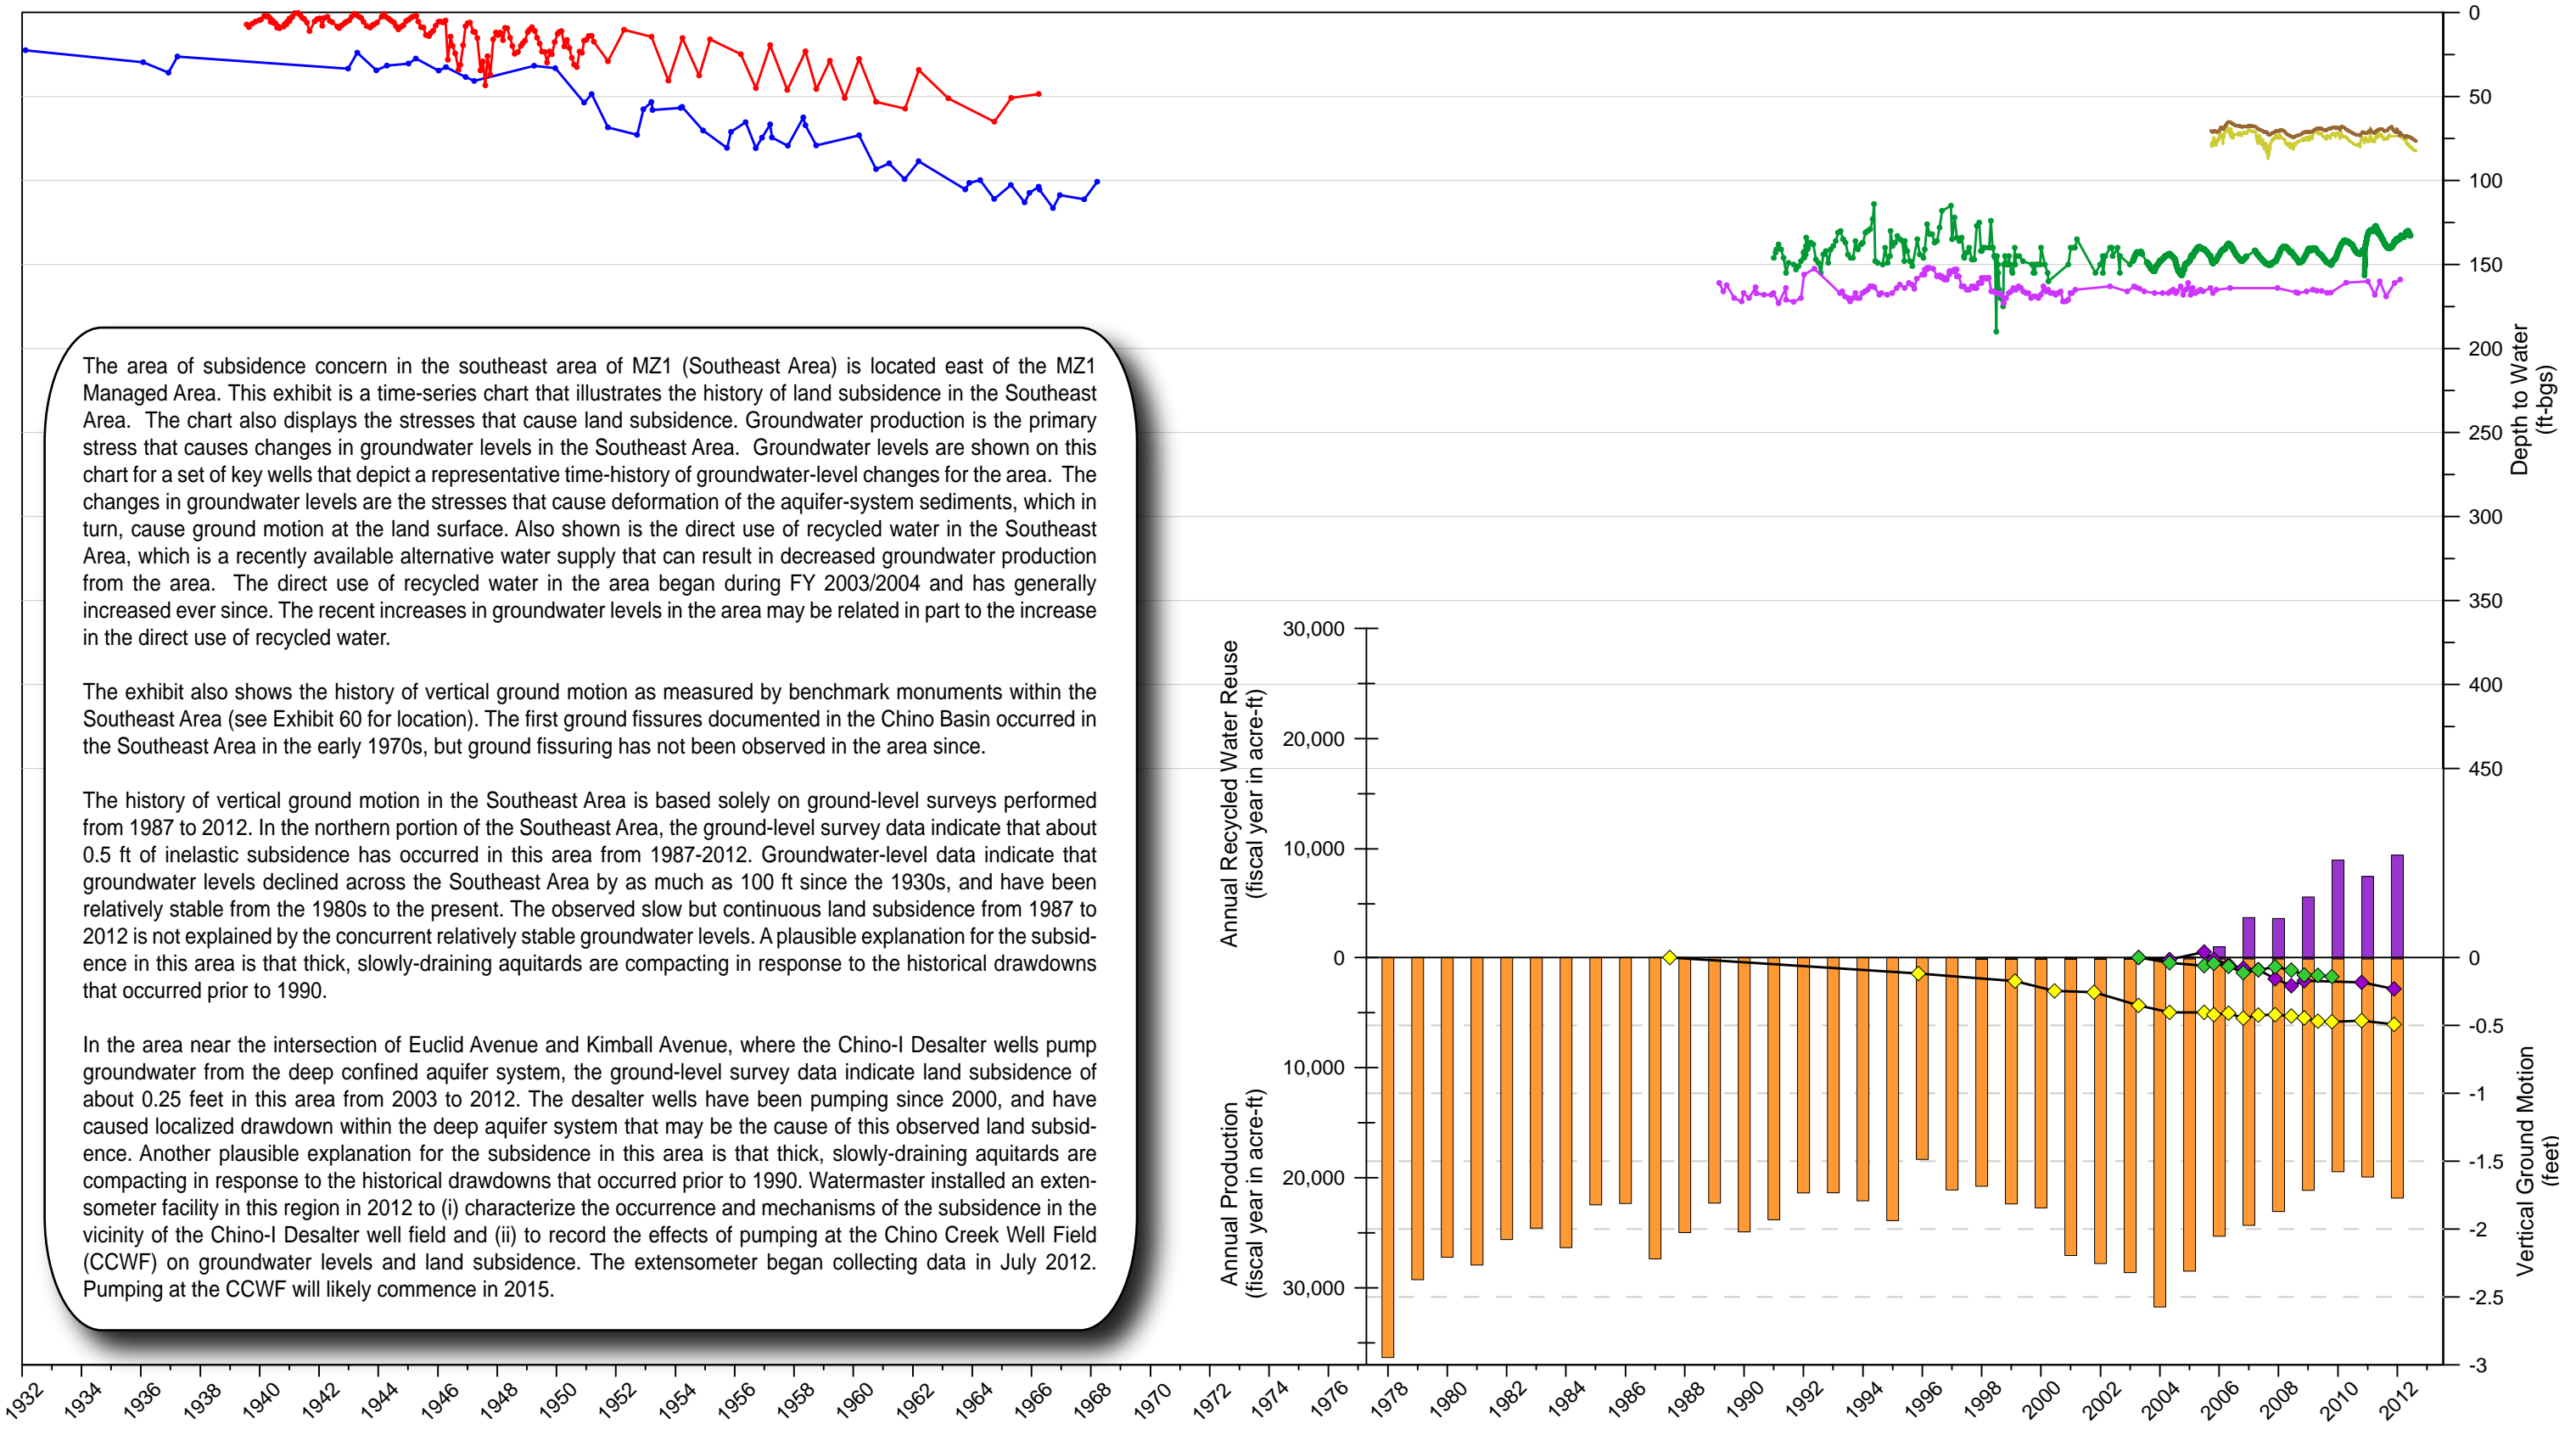 The area of subsidence concern in the southeast area of MZ1 (Southeast Area) is located east of the MZ1
Managed Area. This exhibit is a time-series chart that illustrates the history of land subsidence in the Southeast
Area. The chart also displays the stresses that cause land subsidence. Groundwater production is the primary
stress that causes changes in groundwater levels in the Southeast Area. Groundwater levels are shown on this
chart for a set of key wells that depict a representative time-history of groundwater-level changes for the area. The
changes in groundwater levels are the stresses that cause deformation of the aquifer-system sediments, which in
turn, cause ground motion at the land surface. Also shown is the direct use of recycled water in the Southeast
Area, which is a recently available alternative water supply that can result in decreased groundwater production
from the area. The direct use of recycled water in the area began during FY 2003/2004 and has generally
increased ever since. The recent increases in groundwater levels in the area may be related in part to the increase
in the direct use of recycled water.
The exhibit also shows the history of vertical ground motion as measured by benchmark monuments within the
Southeast Area (see Exhibit 60 for location). The first ground fissures documented in the Chino Basin occurred in
the Southeast Area in the early 1970s, but ground fissuring has not been observed in the area since.
The history of vertical ground motion in the Southeast Area is based solely on ground-level surveys performed
from 1987 to 2012. In the northern portion of the Southeast Area, the ground-level survey data indicate that about
0.5 ft of inelastic subsidence has occurred in this area from 1987-2012. Groundwater-level data indicate that
groundwater levels declined across the Southeast Area by as much as 100 ft since the 1930s, and have been
relatively stable from the 1980s to the present. The observed slow but continuous land subsidence from 1987 to
2012 is not explained by the concurrent relatively stable groundwater levels. A plausible explanation for the subsid-
ence in this area is that thick, slowly-draining aquitards are compacting in response to the historical drawdowns
that occurred prior to 1990.
In the area near the intersection of Euclid Avenue and Kimball Avenue, where the Chino-I Desalter wells pump
groundwater from the deep confined aquifer system, the ground-level survey data indicate land subsidence of
about 0.25 feet in this area from 2003 to 2012. The desalter wells have been pumping since 2000, and have
caused localized drawdown within the deep aquifer system that may be the cause of this observed land subsid-
ence. Another plausible explanation for the subsidence in this area is that thick, slowly-draining aquitards are
compacting in response to the historical drawdowns that occurred prior to 1990. Watermaster installed an exten-
someter facility in this region in 2012 to (i) characterize the occurrence and mechanisms of the subsidence in the
vicinity of the Chino-I Desalter well field and (ii) to record the effects of pumping at the Chino Creek Well Field
(CCWF) on groundwater levels and land subsidence. The extensometer began collecting data in July 2012.
Pumping at the CCWF will likely commence in 2015.
Annual Recycled Water Reuse
(fiscal year in acre-ft)
30,000
20,000
10,000
0
10,000
20,000
30,000
Annual Production
(fiscal year in acre-ft)
0
50
100
150
200
250
300
350
400
450
Depth to Water
(ft-bgs)
0
-0.5
-1
-1.5
-2
-2.5
-3
Vertical Ground Motion
(feet)
1932 1934 1936 1938 1940 1942 1944 1946 1948 1950 1952 1954 1956 1958 1960 1962 1964 1966 1968 1970 1972 1974 1976 1978 1980 1982 1984 1986 1988 1990 1992 1994 1996 1998 2000 2002 2004 2006 2008 2010 2012